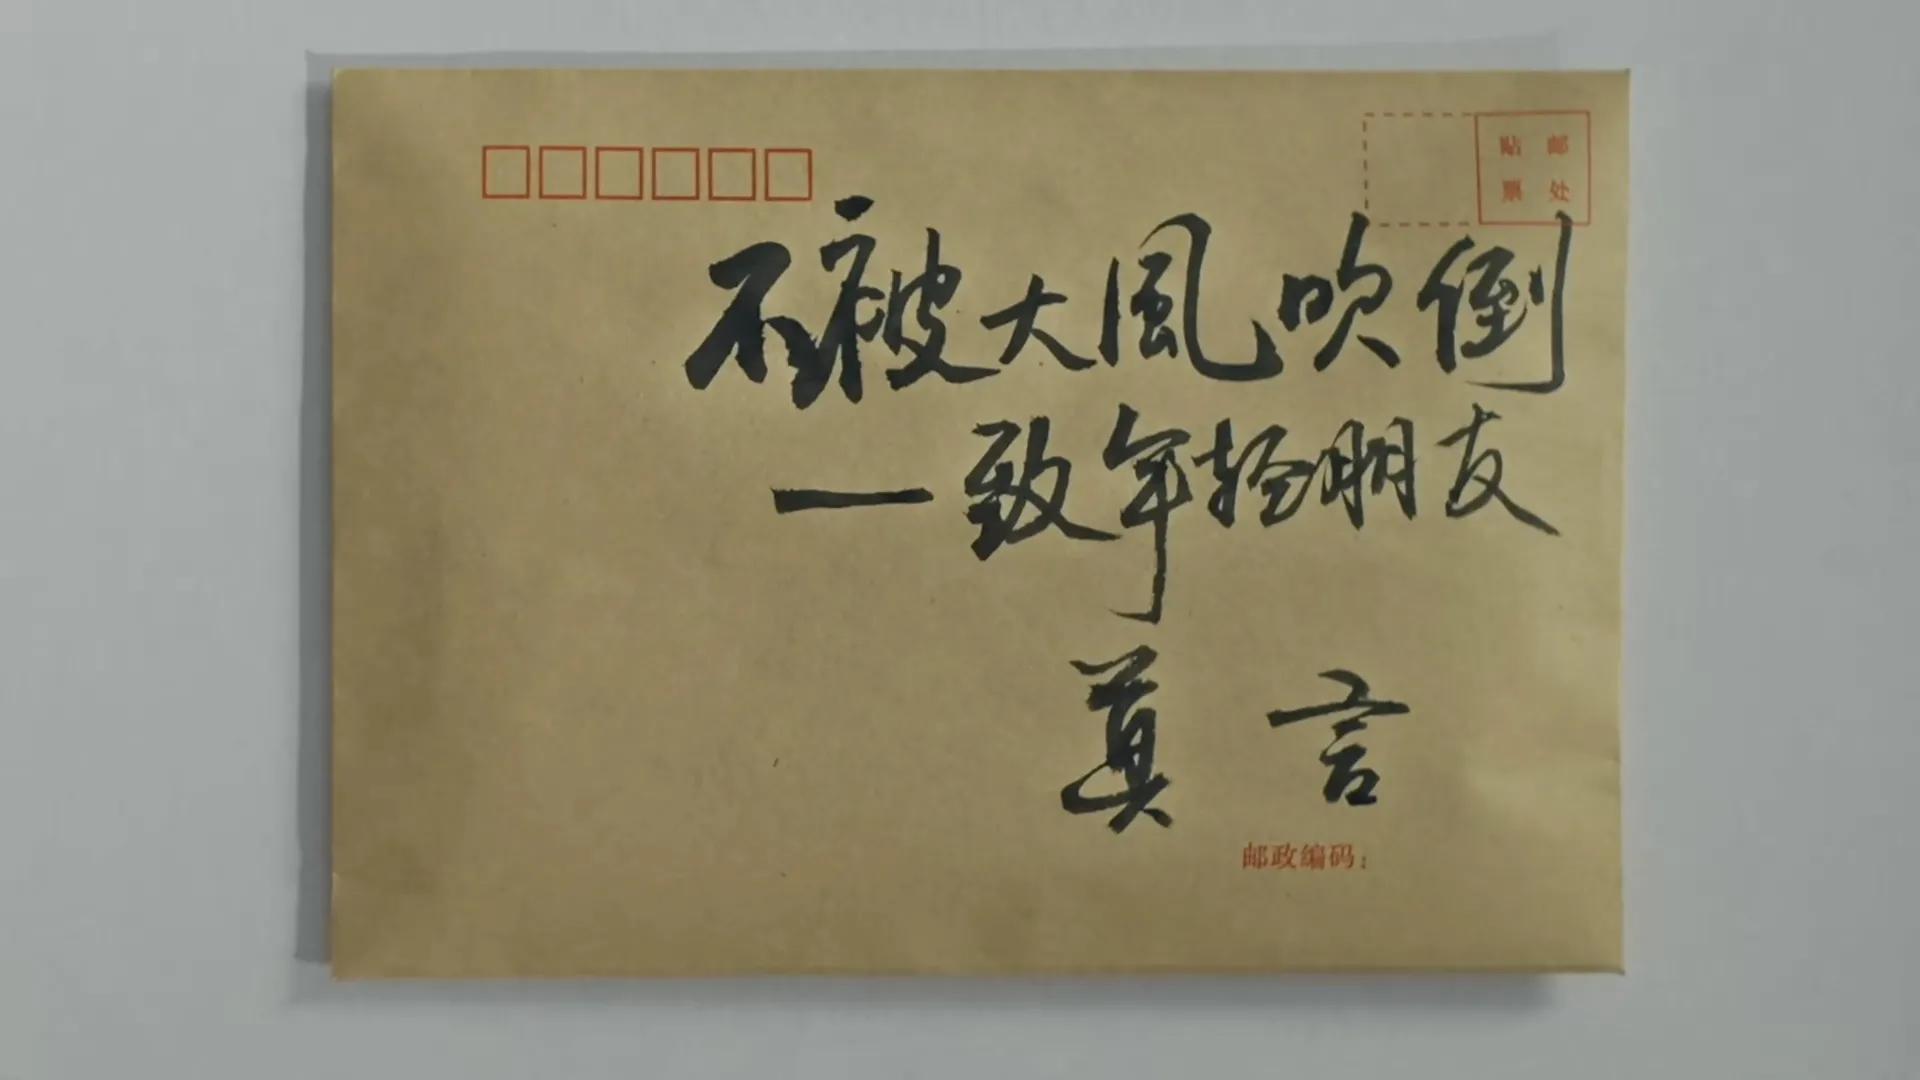 贴邮
票处
不被大風吹倒
—致年轻朋友
莫言
邮政编码：